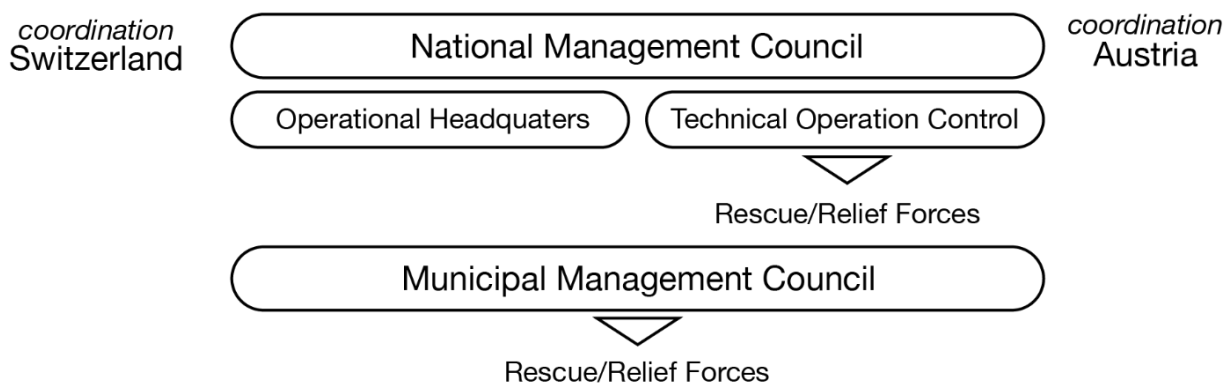 coordination
Switzerland
National Management Council
coordination
Austria
Operational Headquaters
Technical Operation Control
Rescue/Relief Forces
Municipal Management Council
Rescue/Relief Forces